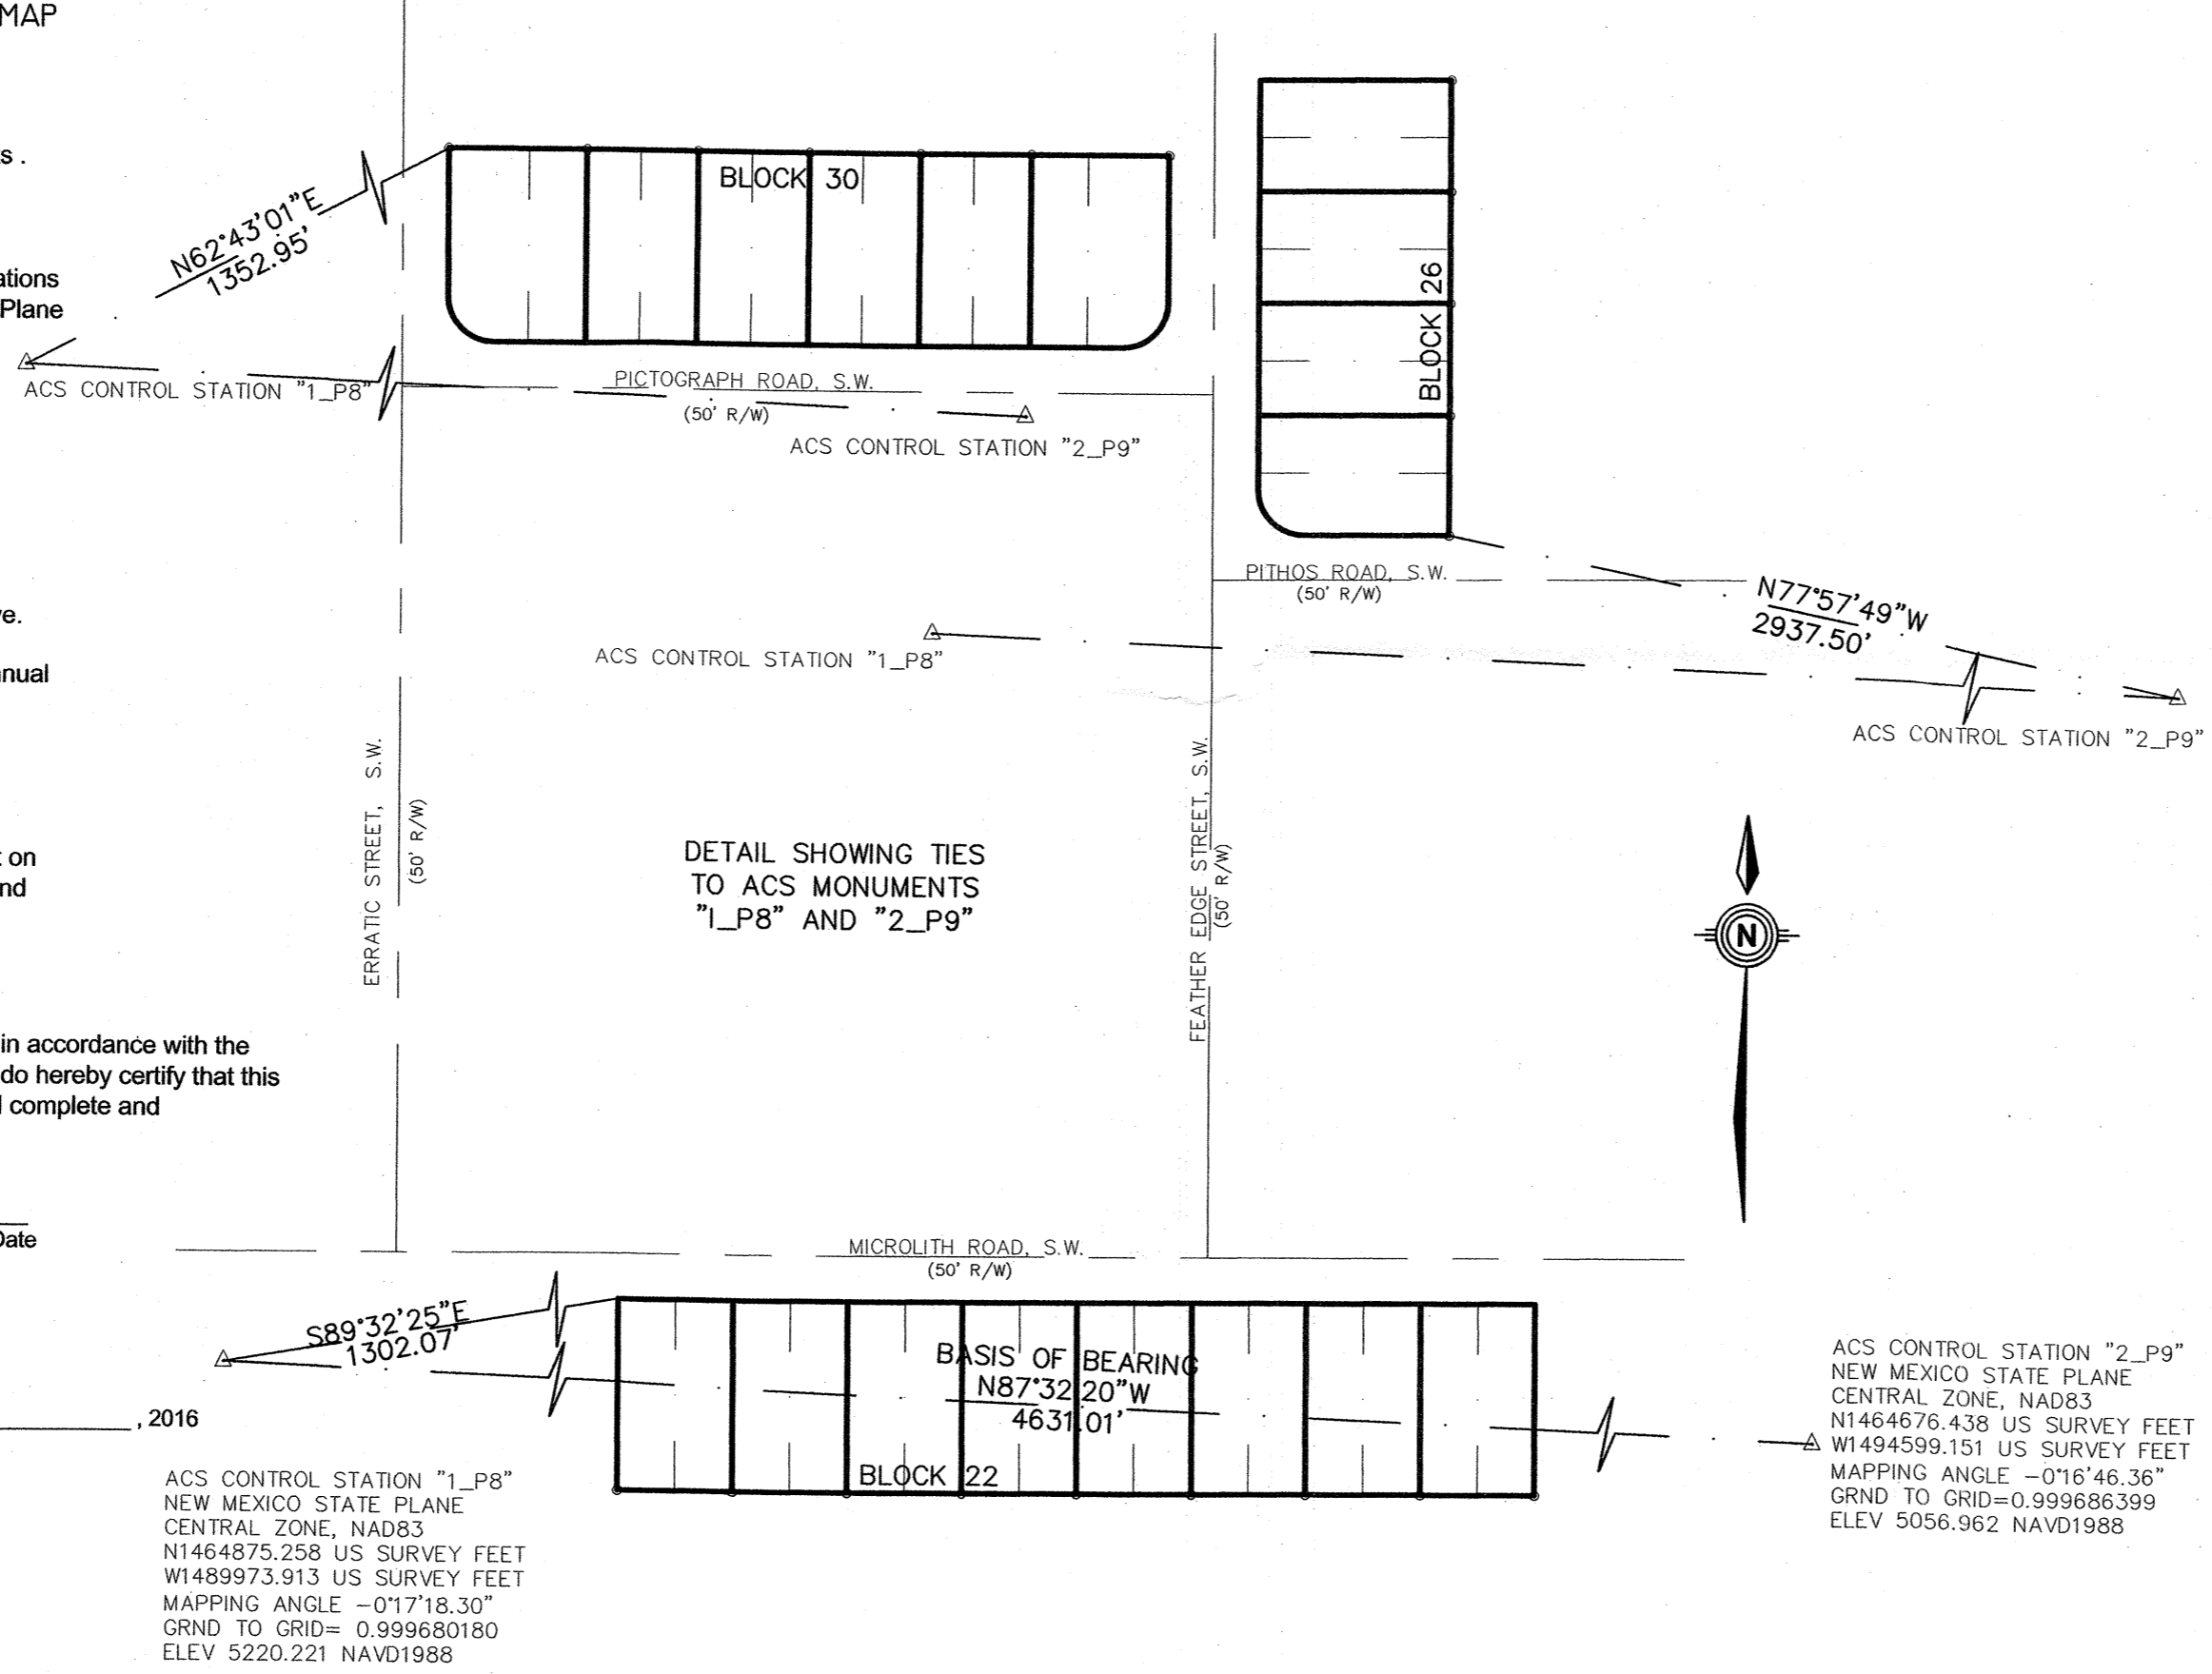 MAP
ts .
ations
Plane
ve.
nual
t on
nd
in accordance with the
do hereby certify that this
complete and
Date
, 2016
BLOCK 30
N62°43'01"E
1352.95'
ACS CONTROL STATION "1_P8"
PICTOGRAPH ROAD, S.W.
(50' R/W)
ACS CONTROL STATION "2_P9"
BLOCK 26
PITHOS ROAD, S.W.
(50' R/W)
N77°57'49"W
2937.50'
ACS CONTROL STATION "1_P8"
ACS CONTROL STATION "2_P9"
ERRATIC STREET, S.W.
(50' R/W)
DETAIL SHOWING TIES
TO ACS MONUMENTS
"1_P8" AND "2_P9"
FEATHER EDGE STREET, S.W.
(50' R/W)
N
MICROLITH ROAD, S.W.
(50' R/W)
S89°32'25"E
1302.07'
BASIS OF BEARING
N87°32'20"W
4631.01'
BLOCK 22
ACS CONTROL STATION "1_P8"
NEW MEXICO STATE PLANE
CENTRAL ZONE, NAD83
N1464875.258 US SURVEY FEET
W1489973.913 US SURVEY FEET
MAPPING ANGLE -0°17'18.30"
GRND TO GRID= 0.999680180
ELEV 5220.221 NAVD1988
ACS CONTROL STATION "2_P9"
NEW MEXICO STATE PLANE
CENTRAL ZONE, NAD83
N1464676.438 US SURVEY FEET
W1494599.151 US SURVEY FEET
MAPPING ANGLE -0°16'46.36"
GRND TO GRID=0.999686399
ELEV 5056.962 NAVD1988